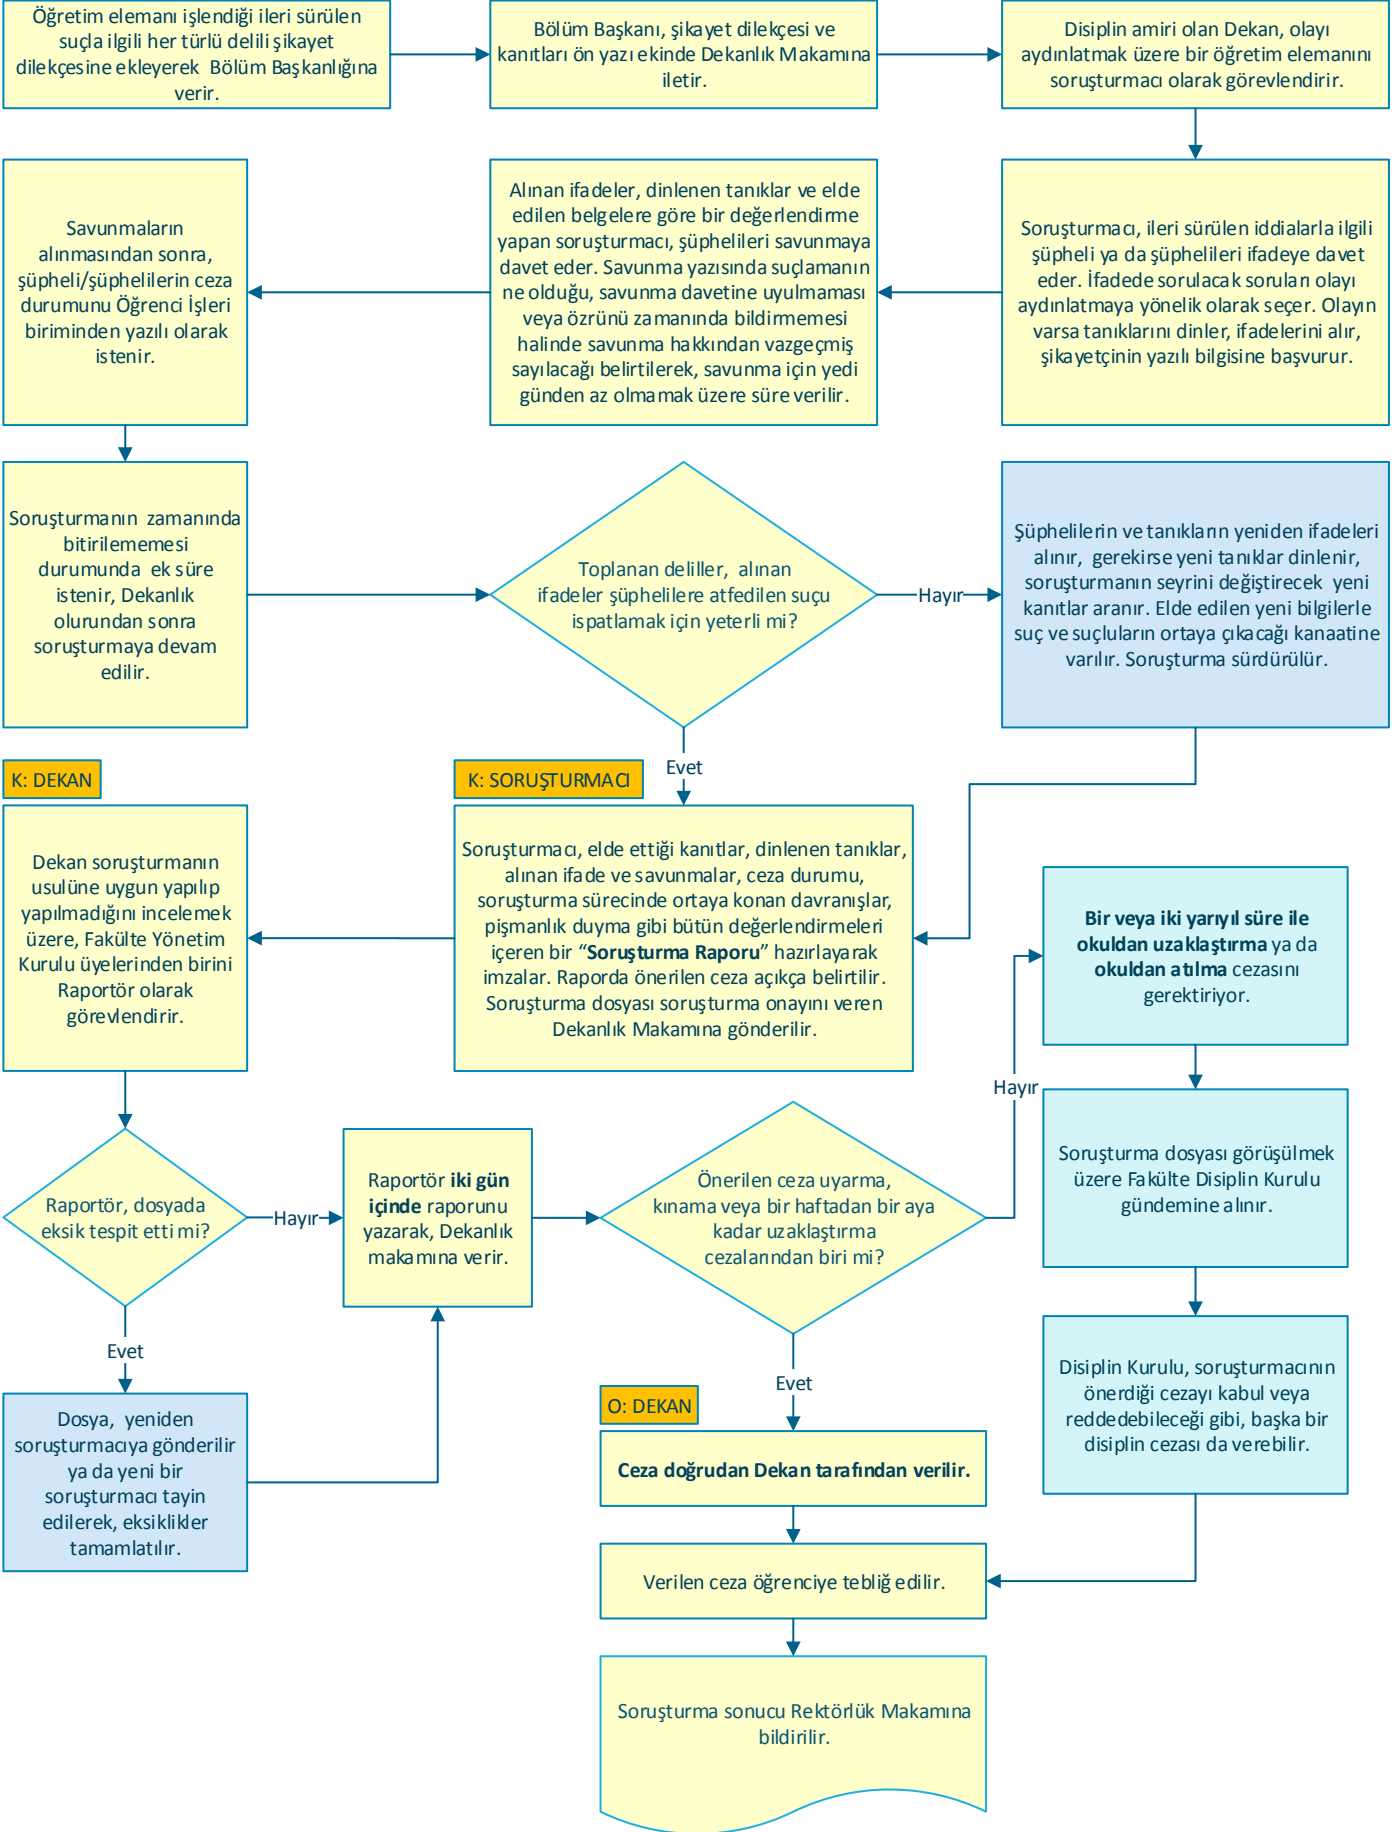 Öğretim elemanı işlendiği ileri sürülen
suçla ilgili her türlü delili şikayet
dilekçesine ekleyerek Bölüm Başkanlığına
verir.
Bölüm Başkanı, şikayet dilekçesi ve
kanıtları ön yazı ekinde Dekanlık Makamına
iletir.
Disiplin amiri olan Dekan, olayı
aydınlatmak üzere bir öğretim elemanını
soruşturmacı olarak görevlendirir.
Soruşturmacı, ileri sürülen iddialarla ilgili
şüpheli ya da şüphelileri ifadeye davet
eder. İfadede sorulacak soruları olayı
aydınlatmaya yönelik olarak seçer. Olayın
varsa tanıklarını dinler, ifadelerini alır,
şikayetçinin yazılı bilgisine başvurur.
Alınan ifadeler, dinlenen tanıklar ve elde
edilen belgelere göre bir değerlendirme
yapan soruşturmacı, şüphelileri savunmaya
davet eder. Savunma yazısında suçlamanın
ne olduğu, savunma davetine uyulmaması
veya özrünü zamanında bildirmemesi
halinde savunma hakkından vazgeçmiş
sayılacağı belirtilerek, savunma için yedi
günden az olmamak üzere süre verilir.
Savunmaların
alınmasından sonra,
şüpheli/şüphelilerin ceza
durumunu Öğrenci İşleri
biriminden yazılı olarak
istenir.
Soruşturmanın zamanında
bitirilememesi
durumunda ek süre
istenir, Dekanlık
olurundan sonra
soruşturmaya devam
edilir.
Toplanan deliller, alınan
ifadeler şüphelilere atfedilen suçu
ispatlamak için yeterli mi?
Hayır
Şüphelilerin ve tanıkların yeniden ifadeleri
alınır, gerekirse yeni tanıklar dinlenir,
soruşturmanın seyrini değiştirecek yeni
kanıtlar aranır. Elde edilen yeni bilgilerle
suç ve suçluların ortaya çıkacağı kanaatine
varılır. Soruşturma sürdürülür.
Evet
K: SORUŞTURMACI
Soruşturmacı, elde ettiği kanıtlar, dinlenen tanıklar,
alınan ifade ve savunmalar, ceza durumu,
soruşturma sürecinde ortaya konan davranışlar,
pişmanlık duyma gibi bütün değerlendirmeleri
içeren bir “Soruşturma Raporu” hazırlayarak
imzalar. Raporda önerilen ceza açıkça belirtilir.
Soruşturma dosyası soruşturma onayını veren
Dekanlık Makamına gönderilir.
K: DEKAN
Dekan soruşturmanın
usulüne uygun yapılıp
yapılmadığını incelemek
üzere, Fakülte Yönetim
Kurulu üyelerinden birini
Raportör olarak
görevlendirir.
Raportör, dosyada
eksik tespit etti mi?
Hayır
Evet
Dosya, yeniden
soruşturmacıya gönderilir
ya da yeni bir
soruşturmacı tayin
edilerek, eksiklikler
tamamlatılır.
Raportör iki gün
içinde raporunu
yazarak, Dekanlık
makamına verir.
Önerilen ceza uyarma,
kınama veya bir haftadan bir aya
kadar uzaklaştırma
cezalarından biri mi?
Hayır
Bir veya iki yarıyıl süre ile
okuldan uzaklaştırma ya da
okuldan atılma cezasını
gerektiriyor.
Soruşturma dosyası görüşülmek
üzere Fakülte Disiplin Kurulu
gündemine alınır.
Disiplin Kurulu, soruşturmacının
önerdiği cezayı kabul veya
reddedebileceği gibi, başka bir
disiplin cezası da verebilir.
Evet
O: DEKAN
Ceza doğrudan Dekan tarafından verilir.
Verilen ceza öğrenciye tebliğ edilir.
Soruşturma sonucu Rektörlük Makamına
bildirilir.